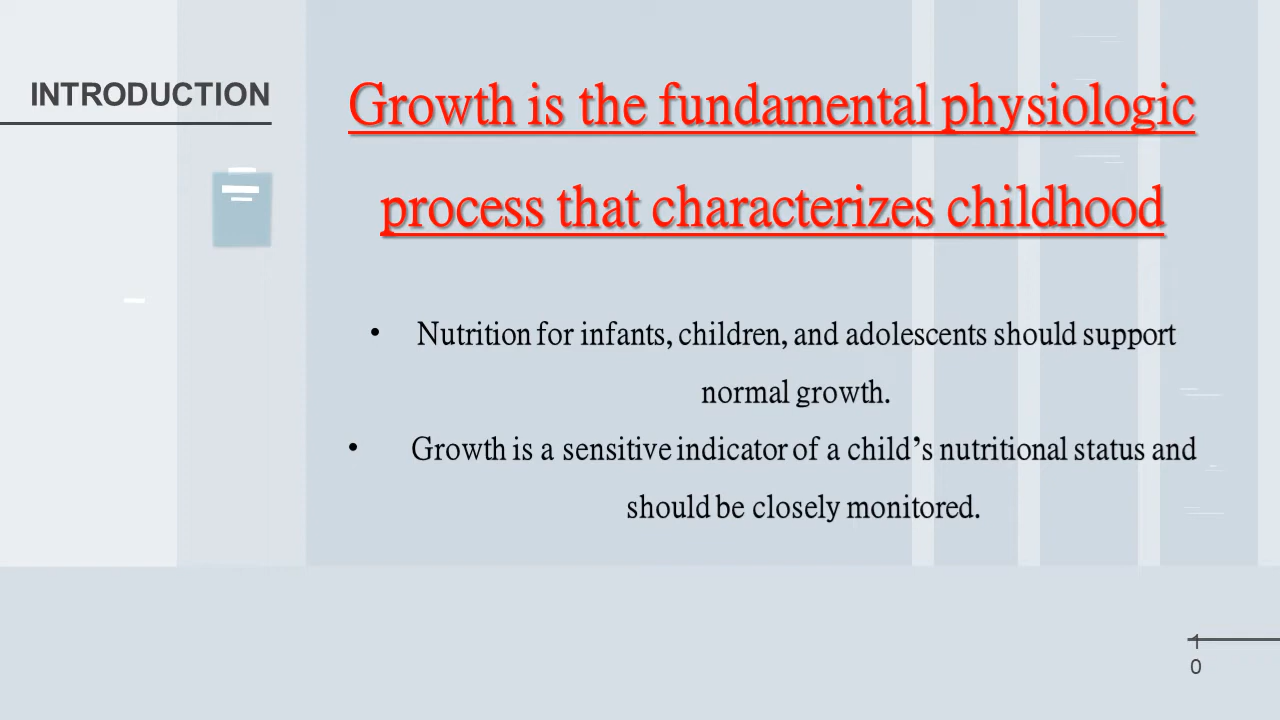 INTRODUCTION
Growth is the fundamental physiologic
process that characterizes childhood
• Nutrition for infants, children, and adolescents should support
normal growth.
• Growth is a sensitive indicator of a child’s nutritional status and
should be closely monitored.
1
0